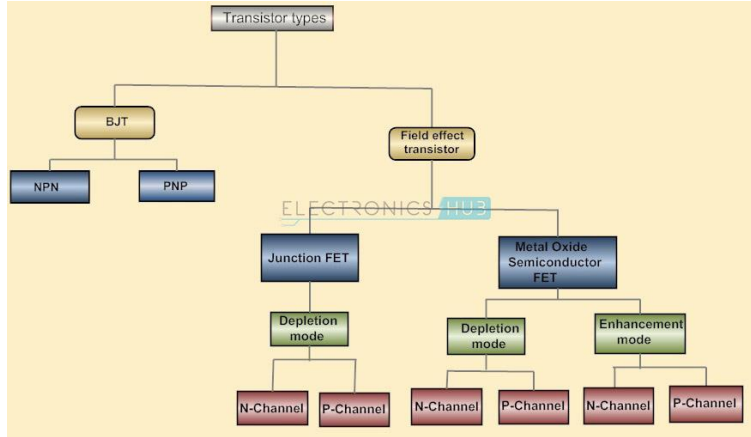 Transistor types
BJT
Field effect
transistor
NPN
PNP
ELECTRONICS HUB
Junction FET
Metal Oxide
Semiconductor
FET
Depletion
mode
Depletion
mode
Enhancement
mode
N-Channel
P-Channel
N-Channel
P-Channel
N-Channel
P-Channel